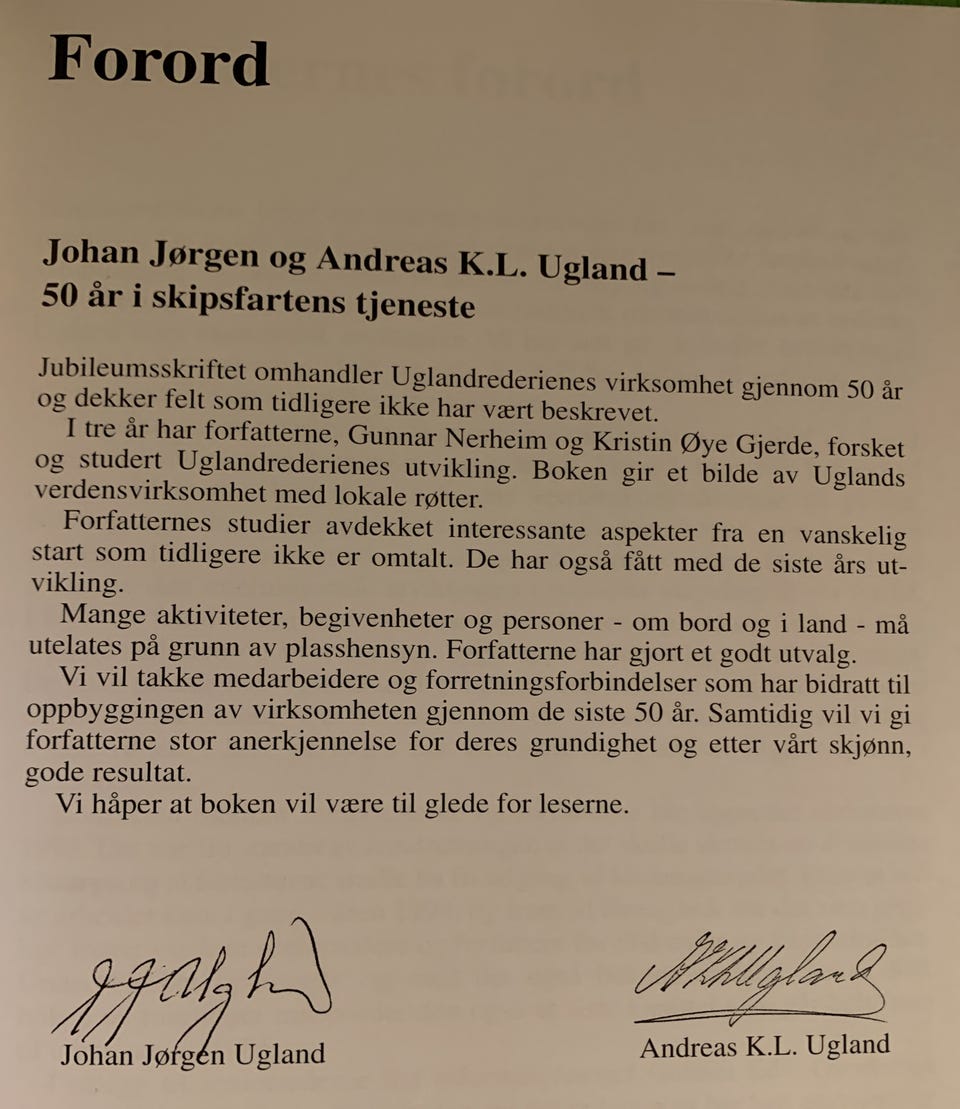 Forord
Johan Jørgen og Andreas K.L. Ugland –
50 år i skipsfartens tjeneste
Jubileumsskriftet omhandler Uglandrederienes virksomhet gjennom 50 år
og dekker felt som tidligere ikke har vært beskrevet.
I tre år har forfatterne, Gunnar Nerheim og Kristin Øye Gjerde, forsket
og studert Uglandrederienes utvikling. Boken gir et bilde av Uglands
verdensvirksomhet med lokale røtter.
Forfatternes studier avdekket interessante aspekter fra en vanskelig
start som tidligere ikke er omtalt. De har også fått med de siste års ut-
vikling.
Mange aktiviteter, begivenheter og personer - om bord og i land - må
utelates på grunn av plasshensyn. Forfatterne har gjort et godt utvalg.
Vi vil takke medarbeidere og forretningsforbindelser som har bidratt til
oppbyggingen av virksomheten gjennom de siste 50 år. Samtidig vil vi gi
forfatterne stor anerkjennelse for deres grundighet og etter vårt skjønn,
gode resultat.
Vi håper at boken vil være til glede for leserne.
JJUgland
AKLUgland
Johan Jørgen Ugland
Andreas K.L. Ugland